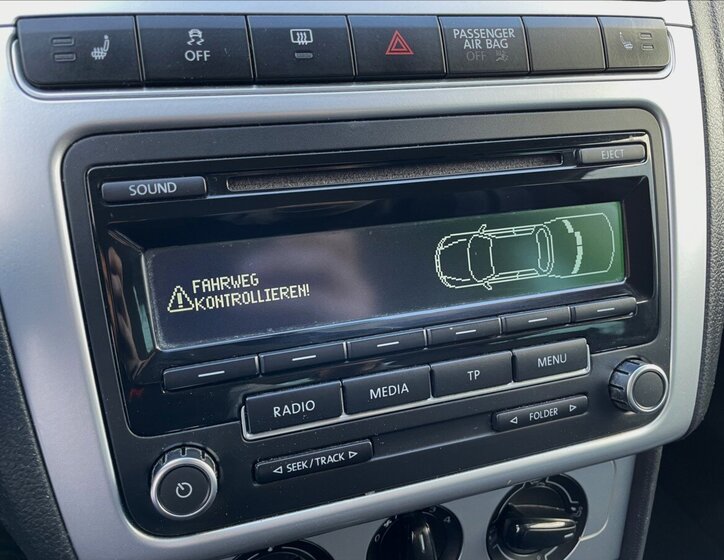 OFF
PASSENGER
AIR BAG
OFF
EJECT
SOUND
FAHRWEG
KONTROLLIEREN!
RADIO
MEDIA
TP
MENU
◁ FOLDER ▷
◁ SEEK/TRACK ▷